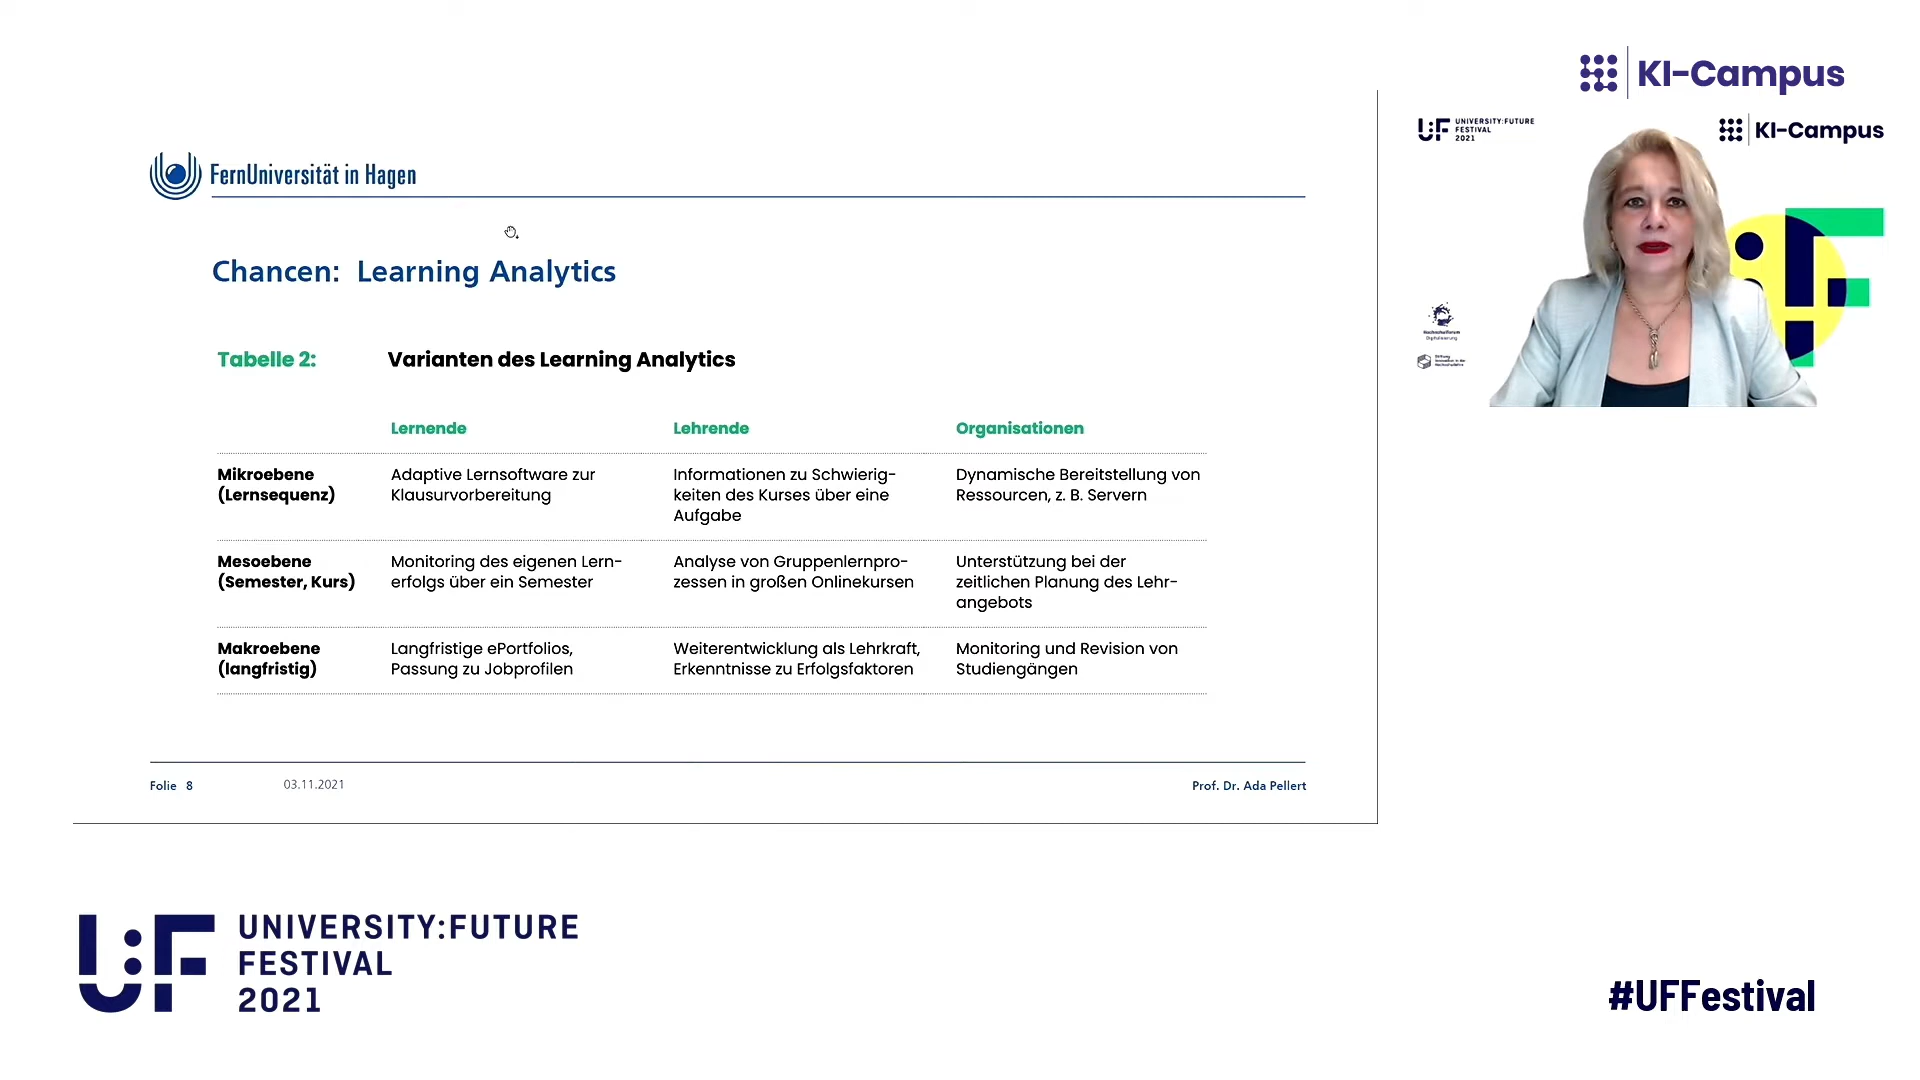 KI-Campus
UNIVERSITY:FUTURE
FESTIVAL
2021
KI-Campus
FernUniversität in Hagen
Chancen: Learning Analytics
Tabelle 2: Varianten des Learning Analytics
Lernende Lehrende Organisationen
Mikroebene
(Lernsequenz)
Adaptive Lernsoftware zur
Klausurvorbereitung
Informationen zu Schwierig-
keiten des Kurses über eine
Aufgabe
Dynamische Bereitstellung von
Ressourcen, z. B. Servern
Mesoebene
(Semester, Kurs)
Monitoring des eigenen Lern-
erfolgs über ein Semester
Analyse von Gruppenlernpro-
zessen in großen Onlinekursen
Unterstützung bei der
zeitlichen Planung des Lehr-
angebots
Makroebene
(langfristig)
Langfristige ePortfolios,
Passung zu Jobprofilen
Weiterentwicklung als Lehrkraft,
Erkenntnisse zu Erfolgsfaktoren
Monitoring und Revision von
Studiengängen
Folie 8 03.11.2021 Prof. Dr. Ada Pellert
Hochschulforum
Digitalisierung
UF
UNIVERSITY:FUTURE
FESTIVAL
2021
#UFFestival